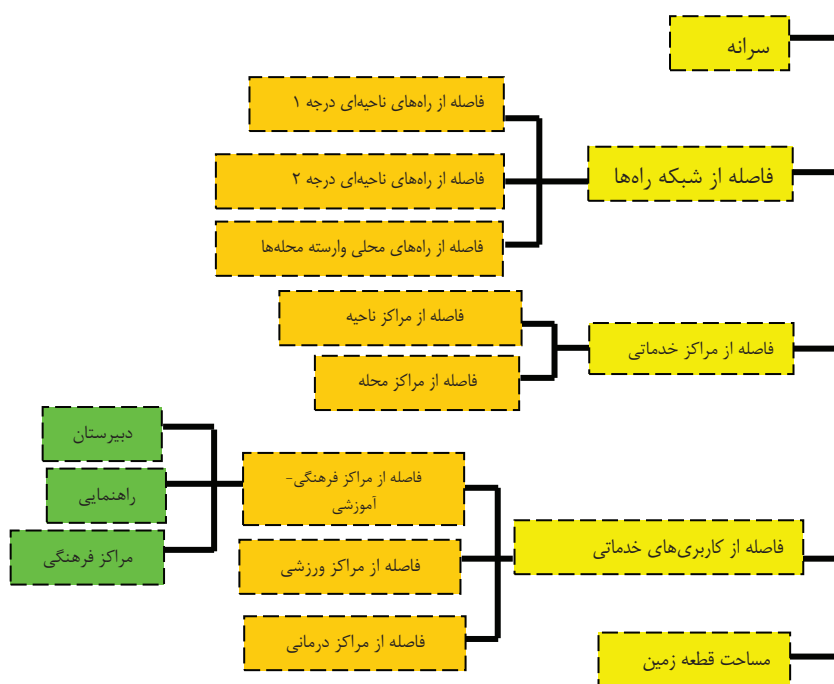 سرانه
فاصله از شبکه راه‌ها
فاصله از راه‌های ناحیه‌ای درجه ۱
فاصله از راه‌های ناحیه‌ای درجه ۲
فاصله از راه‌های محلی وارسته محله‌ها
فاصله از مراکز خدماتی
فاصله از مراکز ناحیه
فاصله از مراکز محله
فاصله از کاربری‌های خدماتی
فاصله از مراکز فرهنگی-
آموزشی
دبیرستان
راهنمایی
مراکز فرهنگی
فاصله از مراکز ورزشی
فاصله از مراکز درمانی
مساحت قطعه زمین